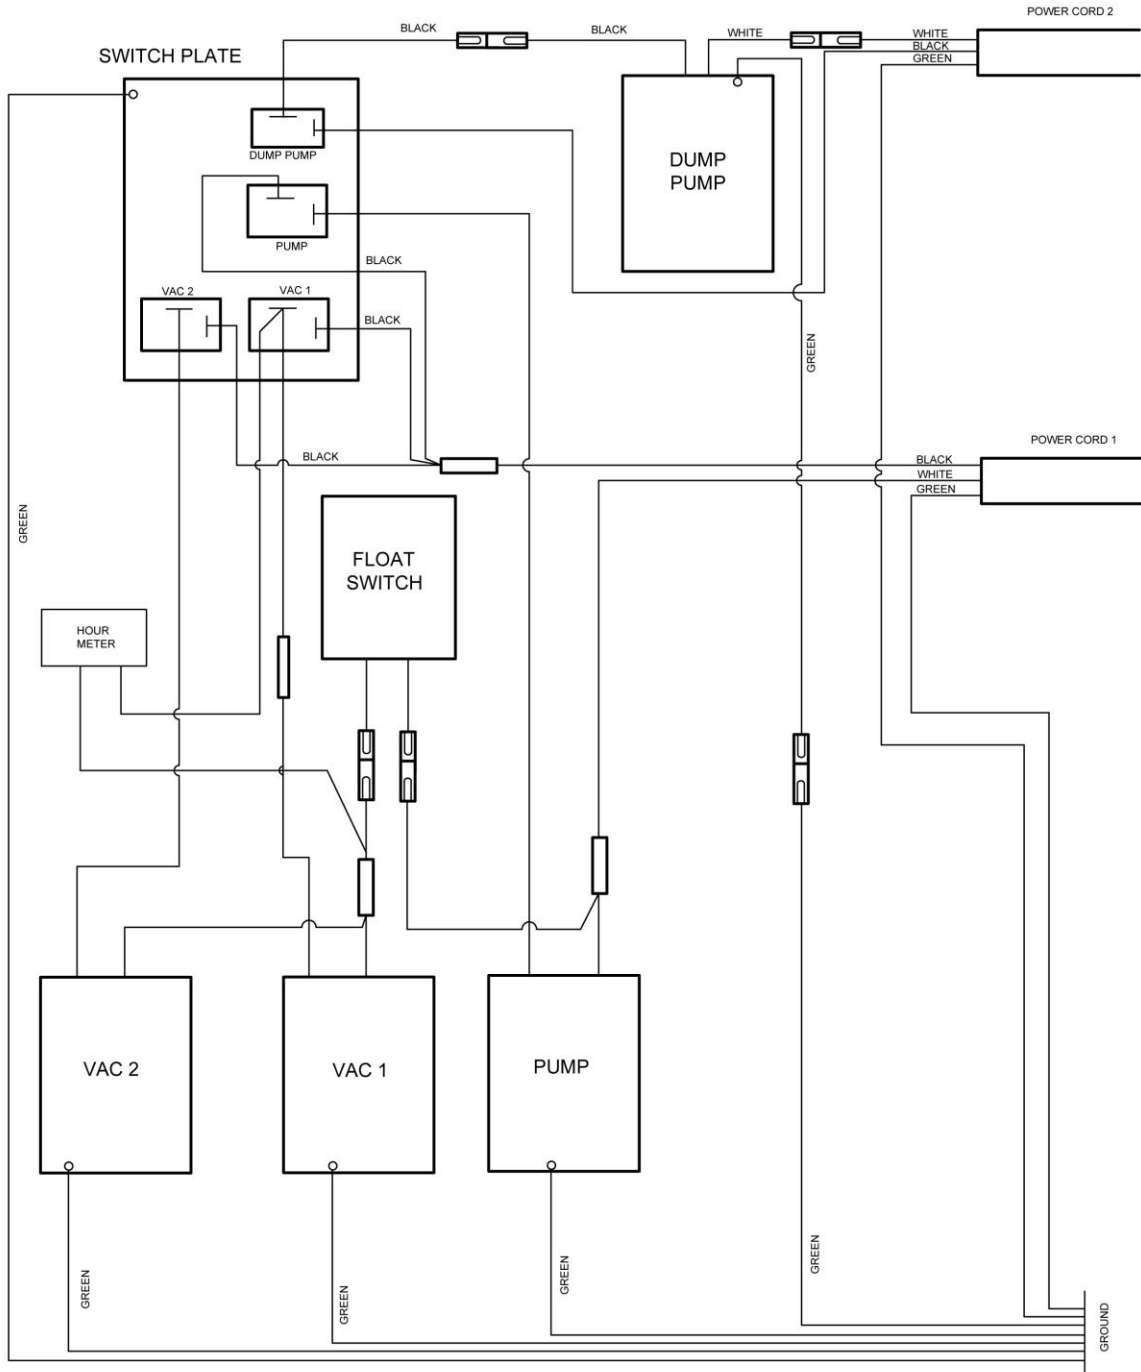 POWER CORD 2
BLACK
BLACK
WHITE
WHITE
BLACK
GREEN
SWITCH PLATE
DUMP PUMP
DUMP
PUMP
PUMP
BLACK
VAC 2
VAC 1
BLACK
GREEN
POWER CORD 1
BLACK
BLACK
WHITE
GREEN
GREEN
FLOAT
SWITCH
HOUR
METER
VAC 2
VAC 1
PUMP
GREEN
GREEN
GREEN
GREEN
GROUND